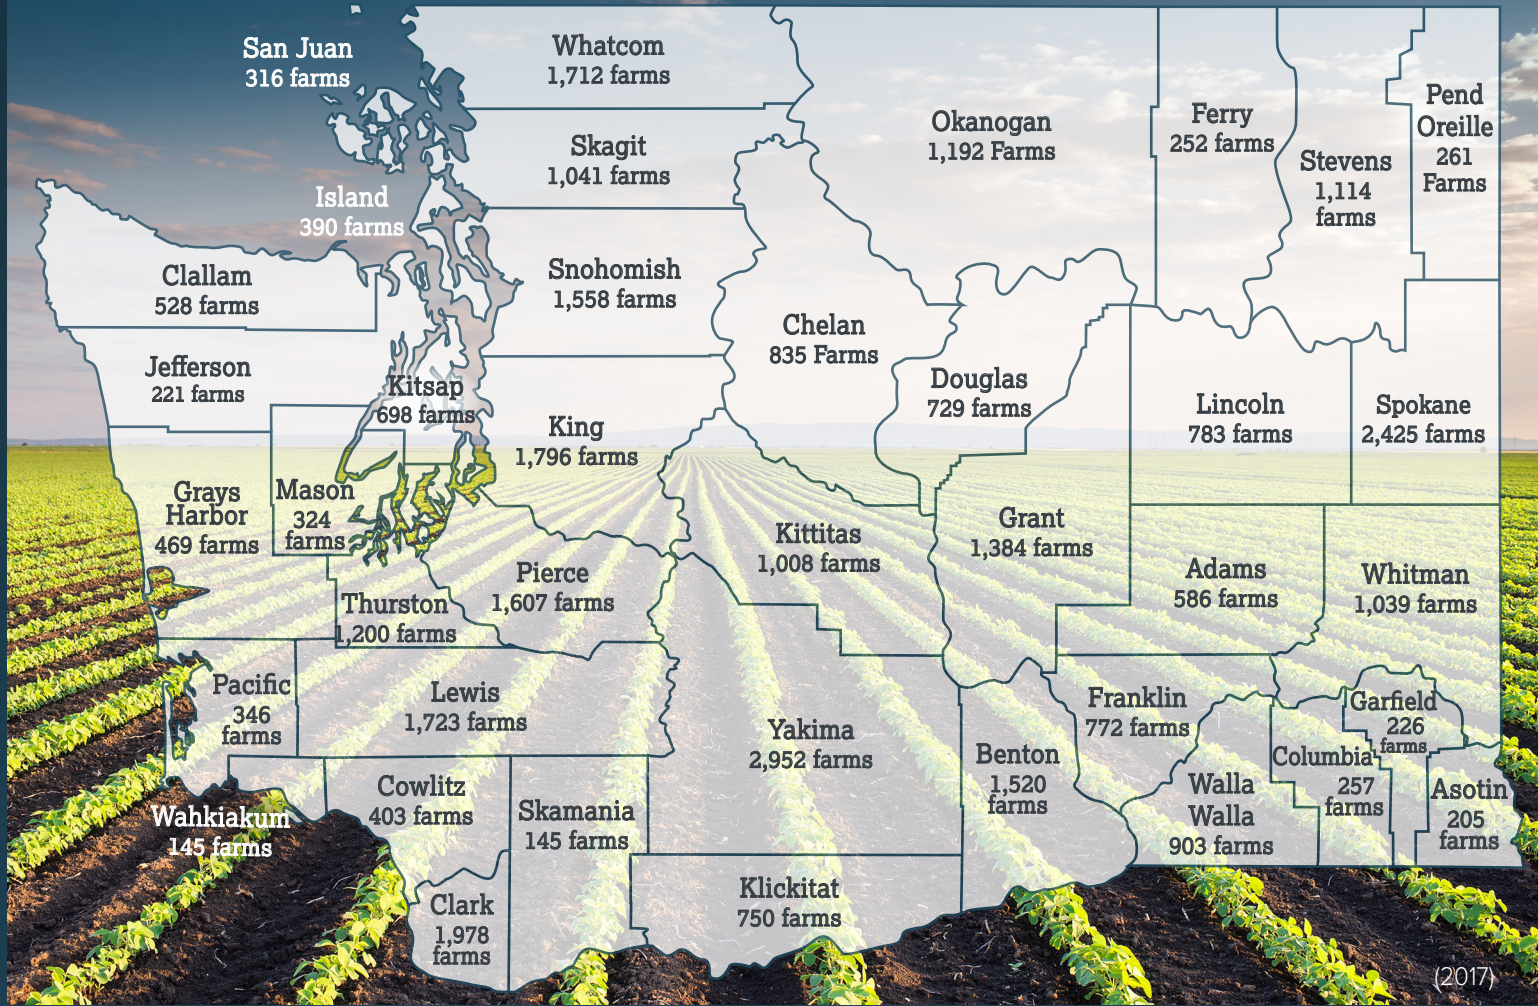 San Juan
316 farms
Whatcom
1,712 farms
Skagit
1,041 farms
Island
390 farms
Okanogan
1,192 Farms
Ferry
252 farms
Stevens
1,114
farms
Pend
Oreille
261
Farms
Clallam
528 farms
Snohomish
1,558 farms
Chelan
835 Farms
Jefferson
221 farms
Kitsap
698 farms
King
1,796 farms
Douglas
729 farms
Lincoln
783 farms
Spokane
2,425 farms
Grays
Harbor
469 farms
Mason
324
farms
Kittitas
1,008 farms
Grant
1,384 farms
Pierce
1,607 farms
Thurston
1,200 farms
Adams
586 farms
Whitman
1,039 farms
Pacific
346
farms
Lewis
1,723 farms
Yakima
2,952 farms
Benton
1,520
farms
Franklin
772 farms
Garfield
226
farms
Columbia
257
farms
Walla
Walla
903 farms
Asotin
205
farms
Wahkiakum
145 farms
Cowlitz
403 farms
Skamania
145 farms
Clark
1,978
farms
Klickitat
750 farms
(2017)